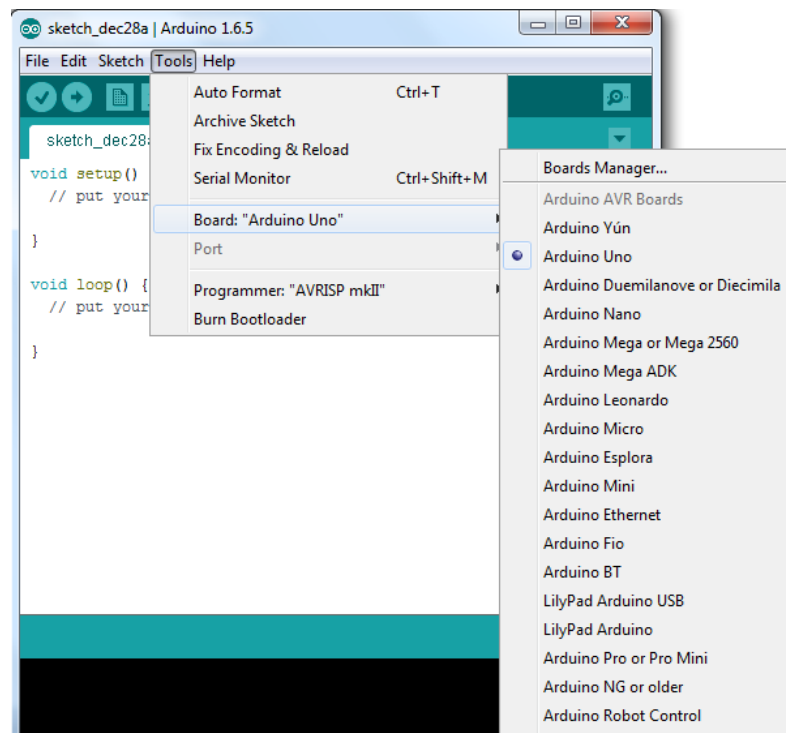 sketch_dec28a | Arduino 1.6.5
File Edit Sketch Tools Help
sketch_dec28a
void setup()
// put your
}
void loop() {
// put your
}
Auto Format Ctrl+T
Archive Sketch
Fix Encoding & Reload
Serial Monitor Ctrl+Shift+M
Board: "Arduino Uno"
Port
Programmer: "AVRISP mkII"
Burn Bootloader
Boards Manager...
Arduino AVR Boards
Arduino Yún
Arduino Uno
Arduino Duemilanove or Diecimila
Arduino Nano
Arduino Mega or Mega 2560
Arduino Mega ADK
Arduino Leonardo
Arduino Micro
Arduino Esplora
Arduino Mini
Arduino Ethernet
Arduino Fio
Arduino BT
LilyPad Arduino USB
LilyPad Arduino
Arduino Pro or Pro Mini
Arduino NG or older
Arduino Robot Control